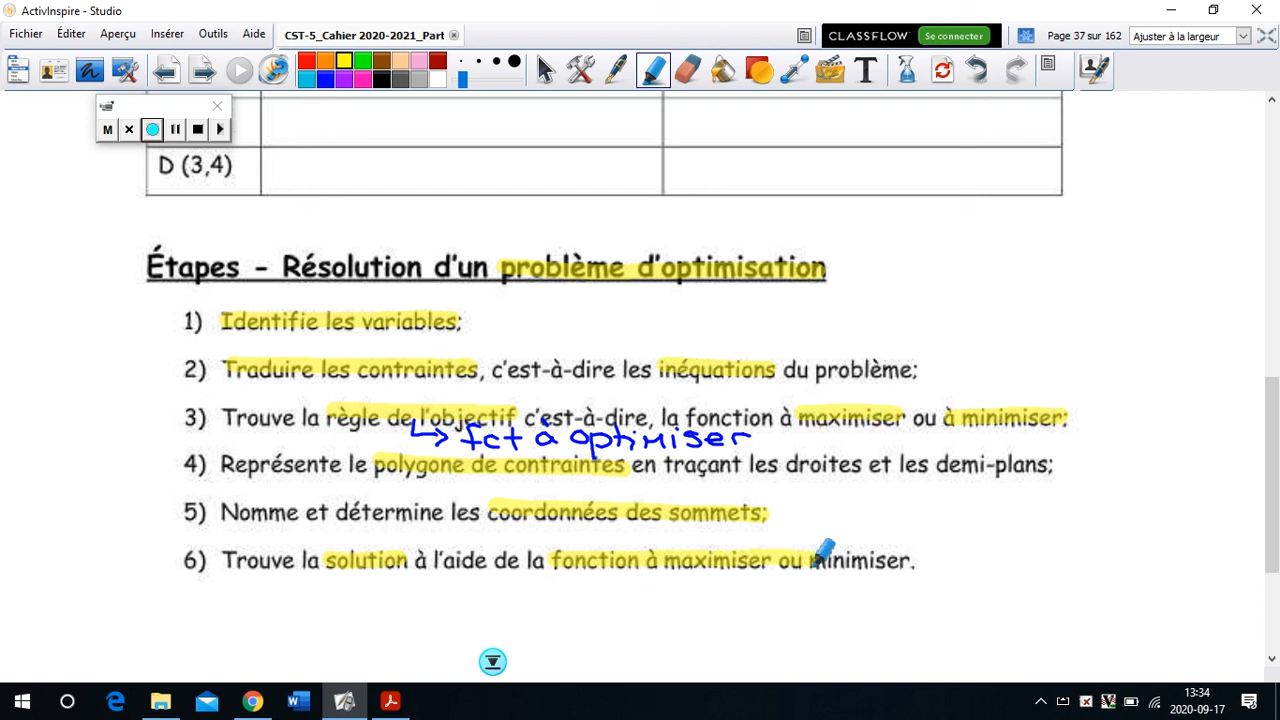 ActivInspire - Studio
Fichier Éditer Aperçu Insérer Outils Aide CST-5_Cahier 2020-2021_Part CLASSFLOW Se connecter Page 37 sur 162 Ajuster à la largeur
M
D (3,4)
Étapes - Résolution d'un problème d'optimisation
1) Identifie les variables;
2) Traduire les contraintes, c'est-à-dire les inéquations du problème;
3) Trouve la règle de l'objectif c'est-à-dire, la fonction à maximiser ou à minimiser;
↳ fct à optimiser
4) Représente le polygone de contraintes en traçant les droites et les demi-plans;
5) Nomme et détermine les coordonnées des sommets;
6) Trouve la solution à l'aide de la fonction à maximiser ou minimiser.
13:34
2020-09-17